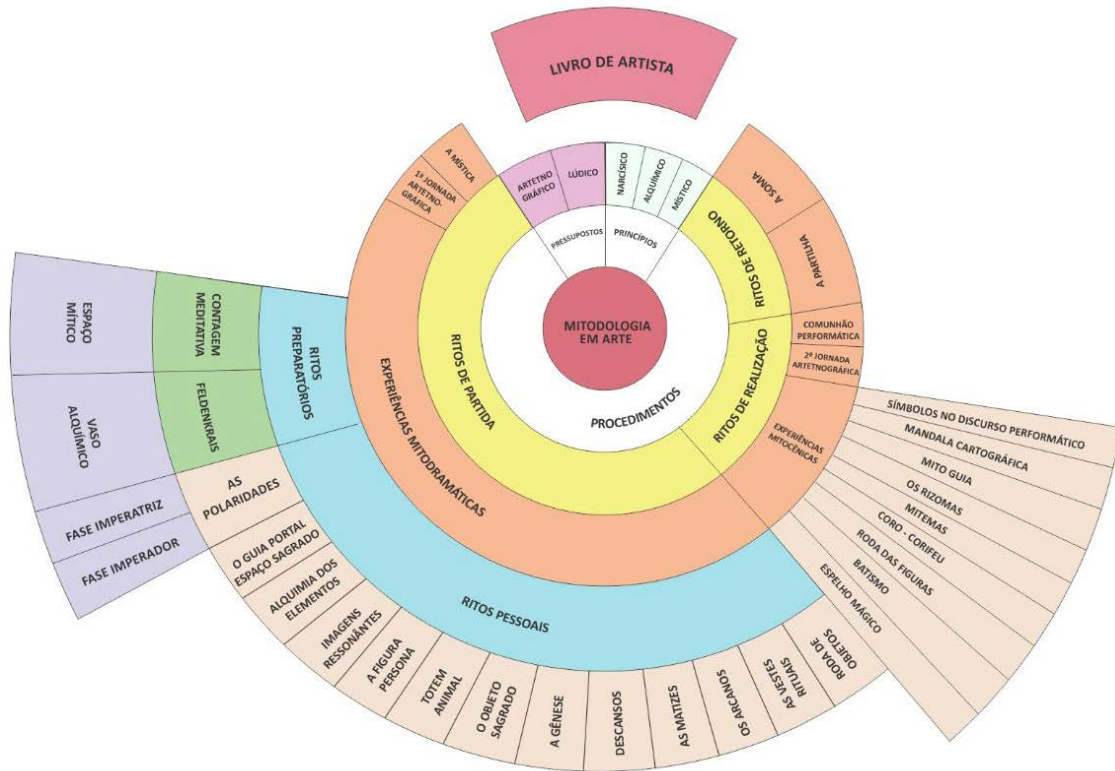 LIVRO DE ARTISTA
A MÍSTICA
1ª JORNADA
ARTETNO-
GRÁFICA
ARTETNO
GRÁFICO
LÚDICO
NARCÍSICO
ALQUÍMICO
MÍSTICO
PRESSUPOSTOS
PRINCÍPIOS
MITODOLOGIA
EM ARTE
PROCEDIMENTOS
RITOS DE PARTIDA
RITOS DE RETORNO
RITOS DE REALIZAÇÃO
A SOMA
A PARTILHA
COMUNHÃO
PERFORMÁTICA
2ª JORNADA
ARTETNOGRÁFICA
EXPERIÊNCIAS
MITOCÊNICAS
SÍMBOLOS NO DISCURSO PERFORMÁTICO
MANDALA CARTOGRÁFICA
MITO GUIA
OS RIZOMAS
MITEMAS
CORO - CORIFEU
RODA DAS FIGURAS
BATISMO
ESPELHO MÁGICO
EXPERIÊNCIAS MITODRAMÁTICAS
RITOS
PREPARATÓRIOS
CONTAGEM
MEDITATIVA
FELDENKRAIS
ESPAÇO
MÍTICO
VASO
ALQUÍMICO
FASE IMPERATRIZ
FASE IMPERADOR
RITOS PESSOAIS
AS
POLARIDADES
O GUIA PORTAL
ESPAÇO SAGRADO
ALQUIMIA DOS
ELEMENTOS
IMAGENS
RESSONÂNTES
A FIGURA
PERSONA
TOTEM
ANIMAL
O OBJETO
SAGRADO
A GÊNESE
DESCANSOS
AS MATIZES
OS ARCANOS
AS VESTES
RITUAIS
RODA DE
OBJETOS